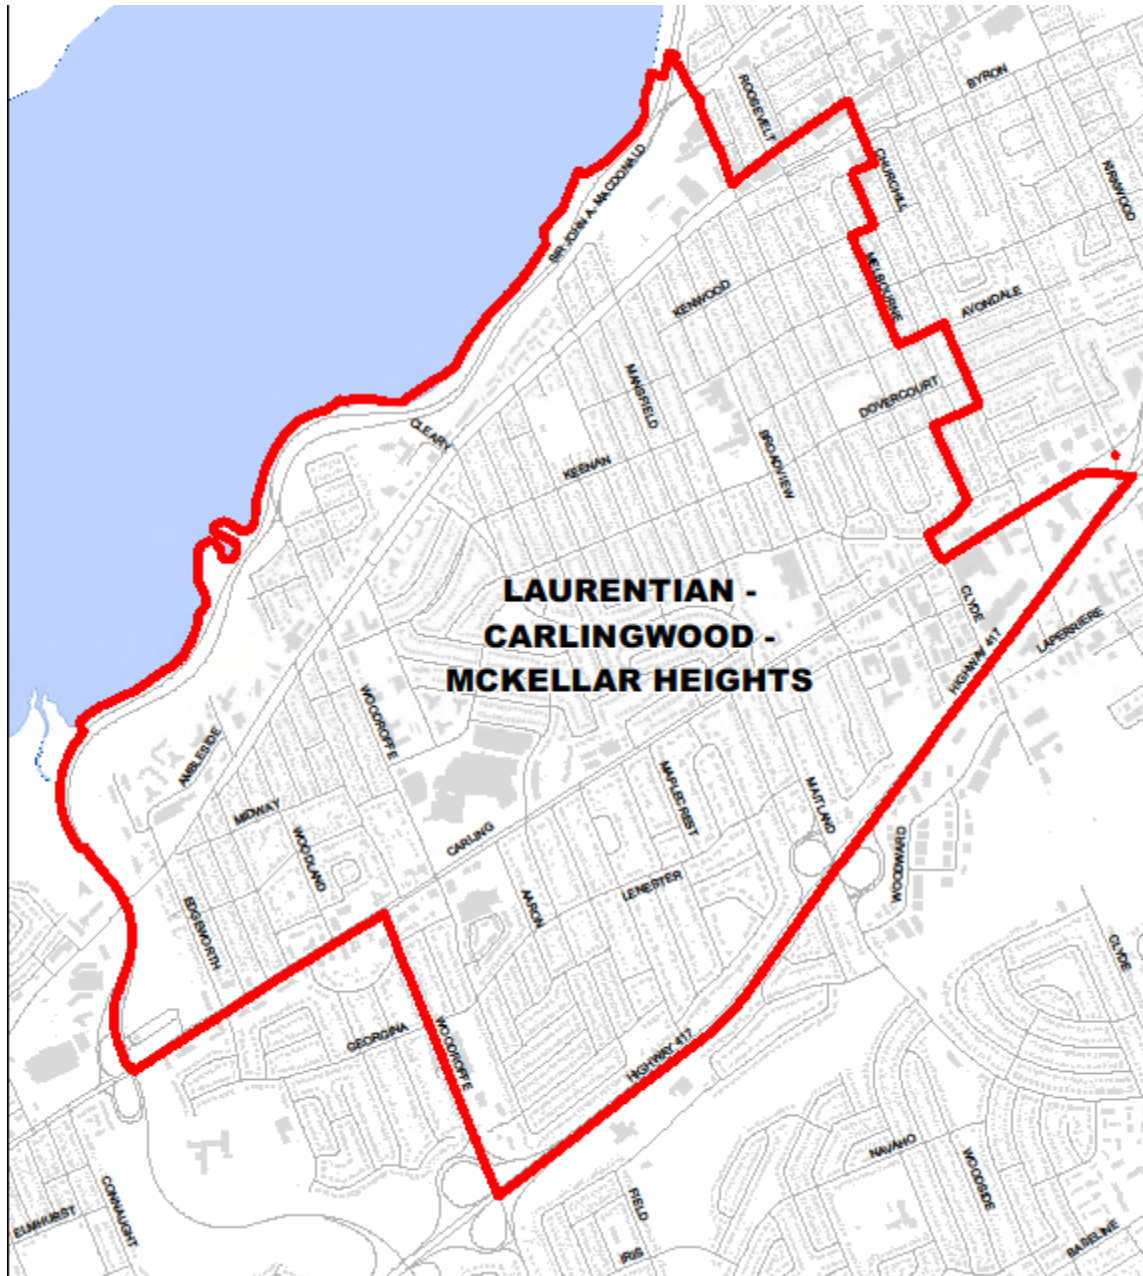 ROOSEVELT
BYRON
CHURCHILL
KIRKWOOD
SIR JOHN A. MACDONALD
MELBOURNE
KENWOOD
AVONDALE
MANSFIELD
DOVERCOURT
CLEARY
BROADVIEW
KEENAN
LAURENTIAN -
CARLINGWOOD -
MCKELLAR HEIGHTS
CLYDE
LAPERRIERE
HIGHWAY 417
WOODROFFE
AMBLESIDE
MIDWAY
MAPLECREST
MAITLAND
CARLING
WOODLAND
WOODWARD
LENESTER
AARON
EDGEWORTH
CLYDE
GEORGINA
WOODROFFE
HIGHWAY 417
NAVAHO
WOODSIDE
CONNAUGHT
ELMHURST
FIELD
IRIS
BASELINE